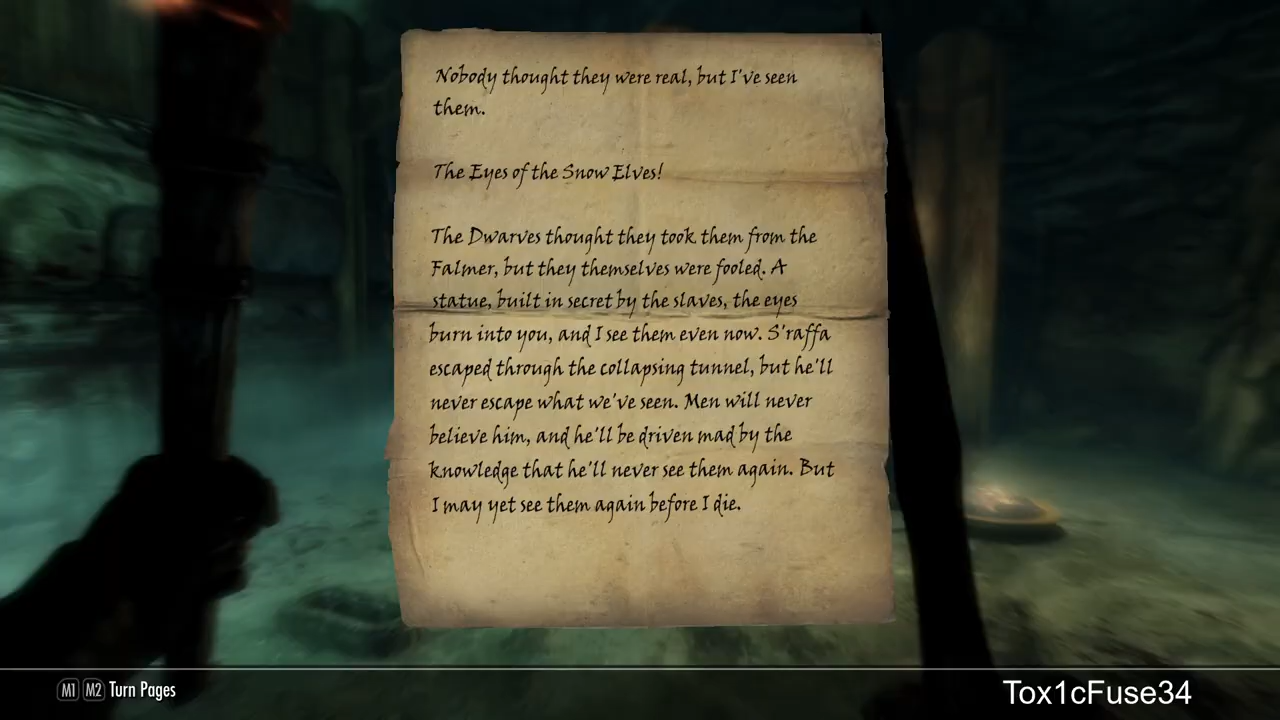 Nobody thought they were real, but I've seen
them.
The Eyes of the Snow Elves!
The Dwarves thought they took them from the
Falmer, but they themselves were fooled. A
statue, built in secret by the slaves, the eyes
burn into you, and I see them even now. S'raffa
escaped through the collapsing tunnel, but he'll
never escape what we've seen. Men will never
believe him, and he'll be driven mad by the
knowledge that he'll never see them again. But
I may yet see them again before I die.
M1 M2 Turn Pages
Tox1cFuse34